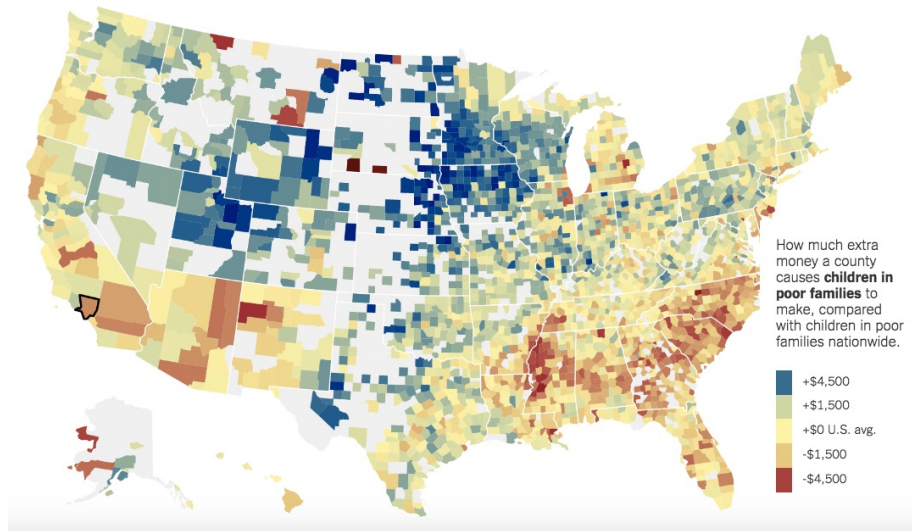 How much extra
money a county
causes children in
poor families to
make, compared
with children in poor
families nationwide.
+$4,500
+$1,500
+$0 U.S. avg.
-$1,500
-$4,500